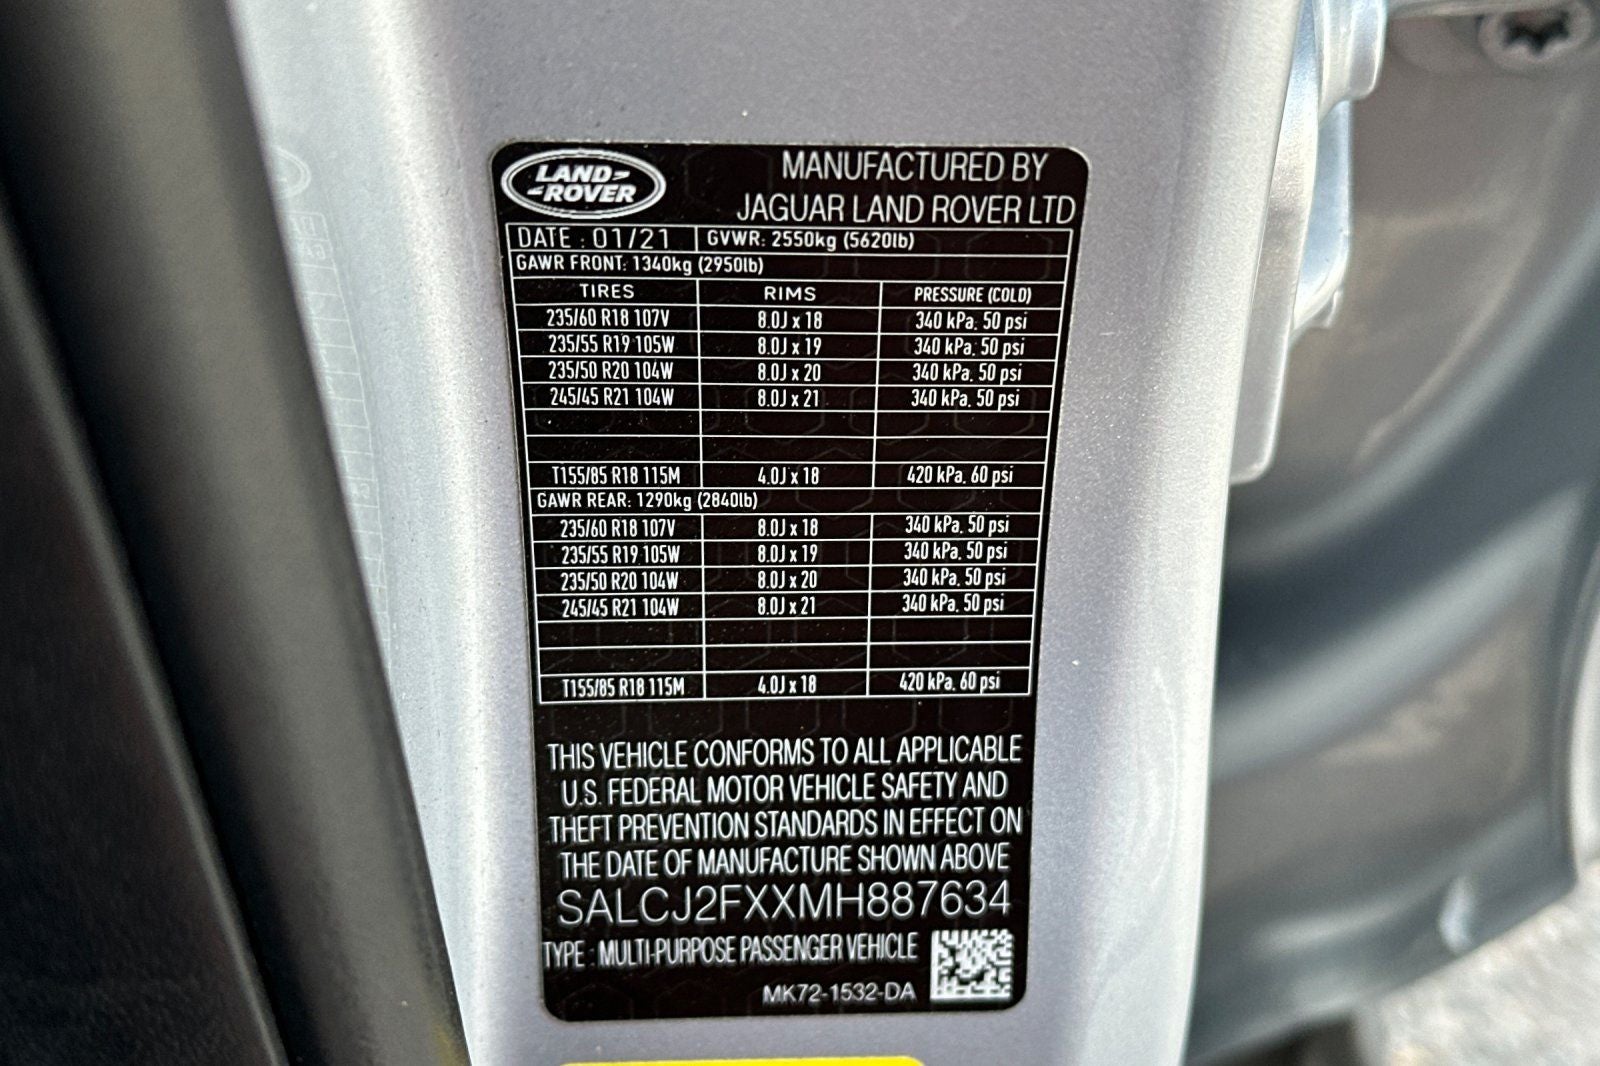 LAND
ROVER
MANUFACTURED BY
JAGUAR LAND ROVER LTD
DATE : 01/21 GVWR: 2550kg (5620lb)
GAWR FRONT: 1340kg (2950lb)
TIRES RIMS PRESSURE (COLD)
235/60 R18 107V 8.0J x 18 340 kPa. 50 psi
235/55 R19 105W 8.0J x 19 340 kPa. 50 psi
235/50 R20 104W 8.0J x 20 340 kPa. 50 psi
245/45 R21 104W 8.0J x 21 340 kPa. 50 psi
T155/85 R18 115M 4.0J x 18 420 kPa. 60 psi
GAWR REAR: 1290kg (2840lb)
235/60 R18 107V 8.0J x 18 340 kPa. 50 psi
235/55 R19 105W 8.0J x 19 340 kPa. 50 psi
235/50 R20 104W 8.0J x 20 340 kPa. 50 psi
245/45 R21 104W 8.0J x 21 340 kPa. 50 psi
T155/85 R18 115M 4.0J x 18 420 kPa. 60 psi
THIS VEHICLE CONFORMS TO ALL APPLICABLE
U.S. FEDERAL MOTOR VEHICLE SAFETY AND
THEFT PREVENTION STANDARDS IN EFFECT ON
THE DATE OF MANUFACTURE SHOWN ABOVE
SALCJ2FXXMH887634
TYPE : MULTI-PURPOSE PASSENGER VEHICLE
MK72-1532-DA